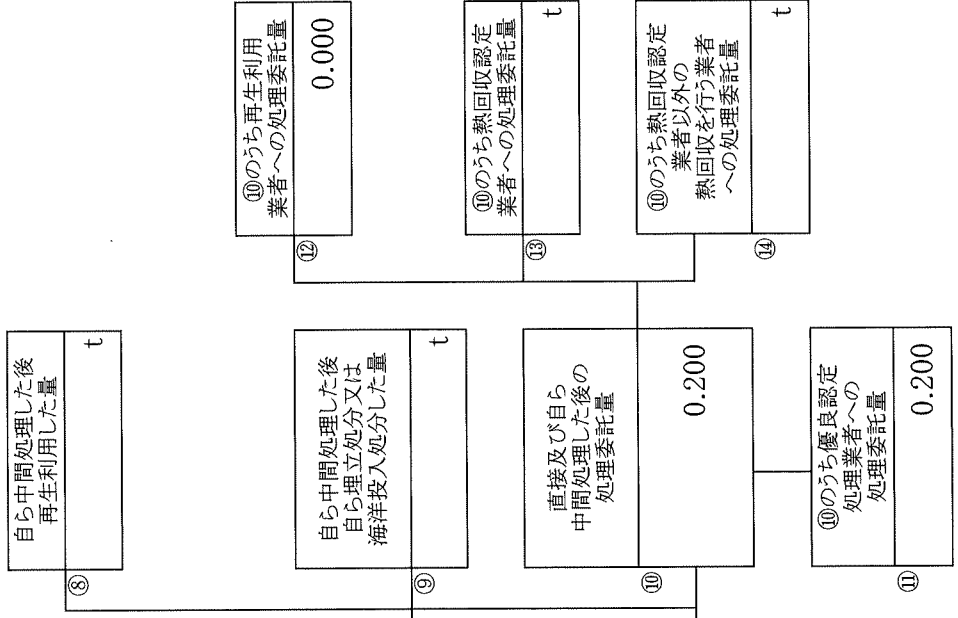 ⑧
自ら中間処理した後
再生利用した量
t
⑨
自ら中間処理した後
自ら埋立処分又は
海洋投入処分した量
t
⑩
直接及び自ら
中間処理した後の
処理委託量
0.200
⑪
⑩のうち優良認定
処理業者への
処理委託量
0.200
⑫
⑩のうち再生利用
業者への処理委託量
0.000
⑬
⑩のうち熱回収認定
業者への処理委託量
t
⑭
⑩のうち熱回収認定
業者以外の
熱回収を行う業者
への処理委託量
t